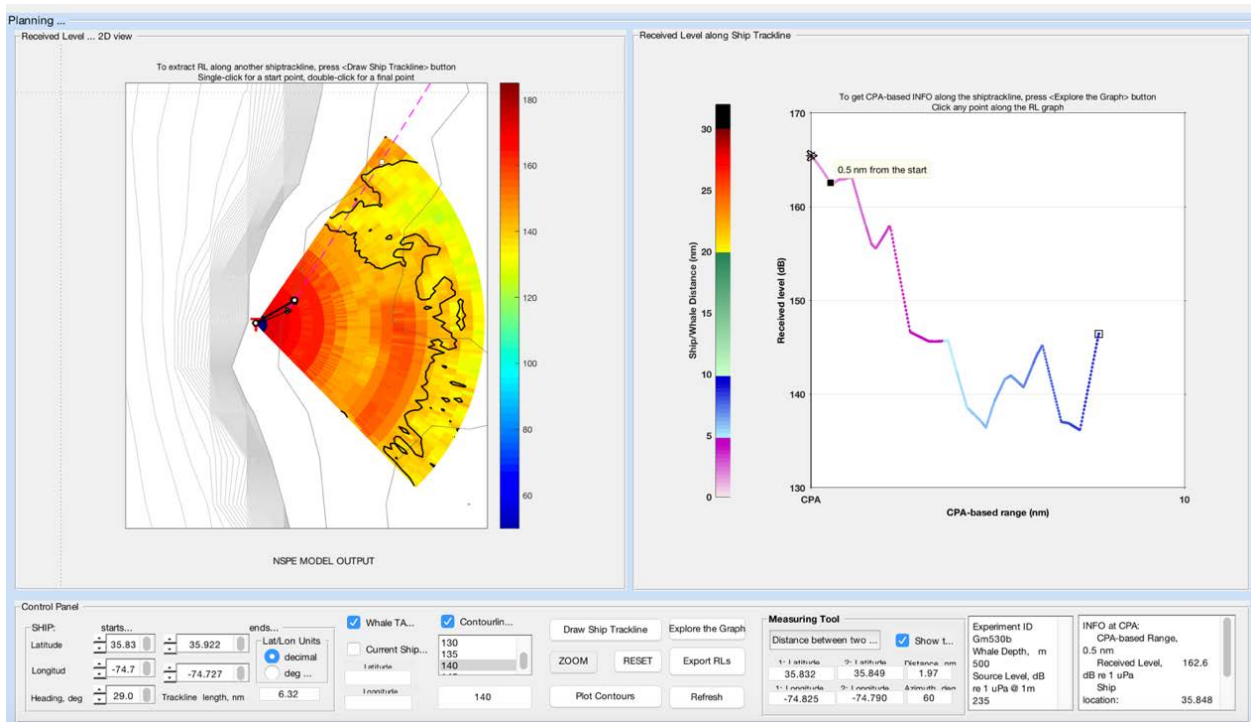 Planning ...
Received Level ... 2D view
To extract RL along another shiptrackline, press <Draw Ship Trackline> button
Single-click for a start point, double-click for a final point
180
160
140
120
100
80
60
NSPE MODEL OUTPUT
Received Level along Ship Trackline
To get CPA-based INFO along the shiptrackline, press <Explore the Graph> button
Click any point along the RL graph
Ship/Whale Distance (nm)
30
25
20
15
10
5
0
Received level (dB)
170
160
150
140
130
0.5 nm from the start
CPA
10
CPA-based range (nm)
Control Panel
SHIP: starts... ends...
Latitude 35.83 35.922
Longitud -74.7 -74.727
Heading, deg 29.0 Trackline length, nm 6.32
Lat/Lon Units
decimal
deg ...
Whale TA...
Current Ship...
Latitude
Longitude
Contourlin...
130
135
140
140
Draw Ship Trackline
Explore the Graph
ZOOM
RESET
Export RLs
Plot Contours
Refresh
Measuring Tool
Distance between two ...
Show t...
1: Latitude 2: Latitude Distance, nm
35.832 35.849 1.97
1: Longitude 2: Longitude Azimuth, deg
-74.825 -74.790 60
Experiment ID
Gm530b
Whale Depth, m
500
Source Level, dB
re 1 uPa @ 1m
235
INFO at CPA:
CPA-based Range,
0.5 nm
Received Level, 162.6
dB re 1 uPa
Ship
location: 35.848